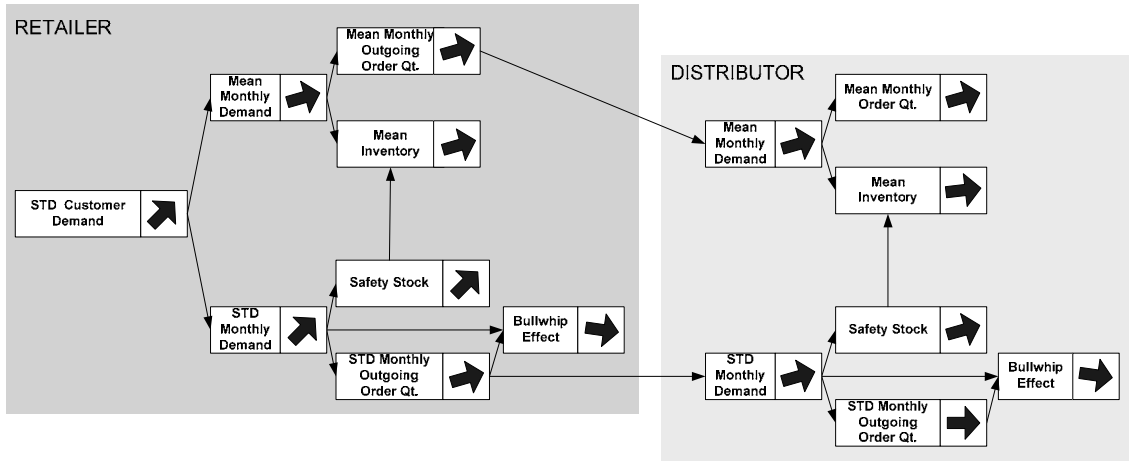 RETAILER
Mean Monthly
Outgoing
Order Qt.
Mean
Monthly
Demand
Mean
Inventory
STD Customer
Demand
Safety Stock
STD
Monthly
Demand
Bullwhip
Effect
STD Monthly
Outgoing
Order Qt.
DISTRIBUTOR
Mean Monthly
Order Qt.
Mean
Monthly
Demand
Mean
Inventory
Safety Stock
STD
Monthly
Demand
Bullwhip
Effect
STD Monthly
Outgoing
Order Qt.